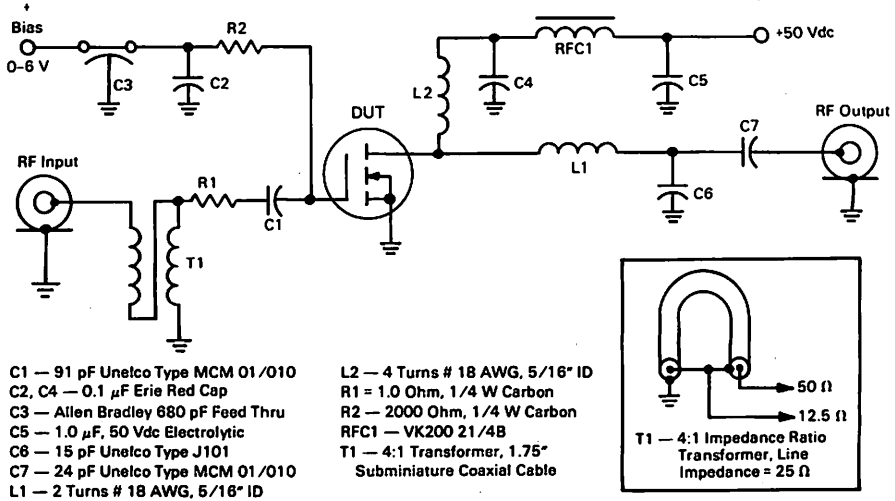 +
Bias
0–6 V
C3
C2
R2
RF Input
R1
C1
T1
DUT
L2
C4
RFC1
C5
+50 Vdc
L1
C6
C7
RF Output
C1 — 91 pF Unelco Type MCM 01/010
C2, C4 — 0.1 μF Erie Red Cap
C3 — Allen Bradley 680 pF Feed Thru
C5 — 1.0 μF, 50 Vdc Electrolytic
C6 — 15 pF Unelco Type J101
C7 — 24 pF Unelco Type MCM 01/010
L1 — 2 Turns # 18 AWG, 5/16" ID
L2 — 4 Turns # 18 AWG, 5/16" ID
R1 = 1.0 Ohm, 1/4 W Carbon
R2 — 2000 Ohm, 1/4 W Carbon
RFC1 — VK200 21/4B
T1 — 4:1 Transformer, 1.75"
Subminiature Coaxial Cable
50 Ω
12.5 Ω
T1 — 4:1 Impedance Ratio
Transformer, Line
Impedance = 25 Ω